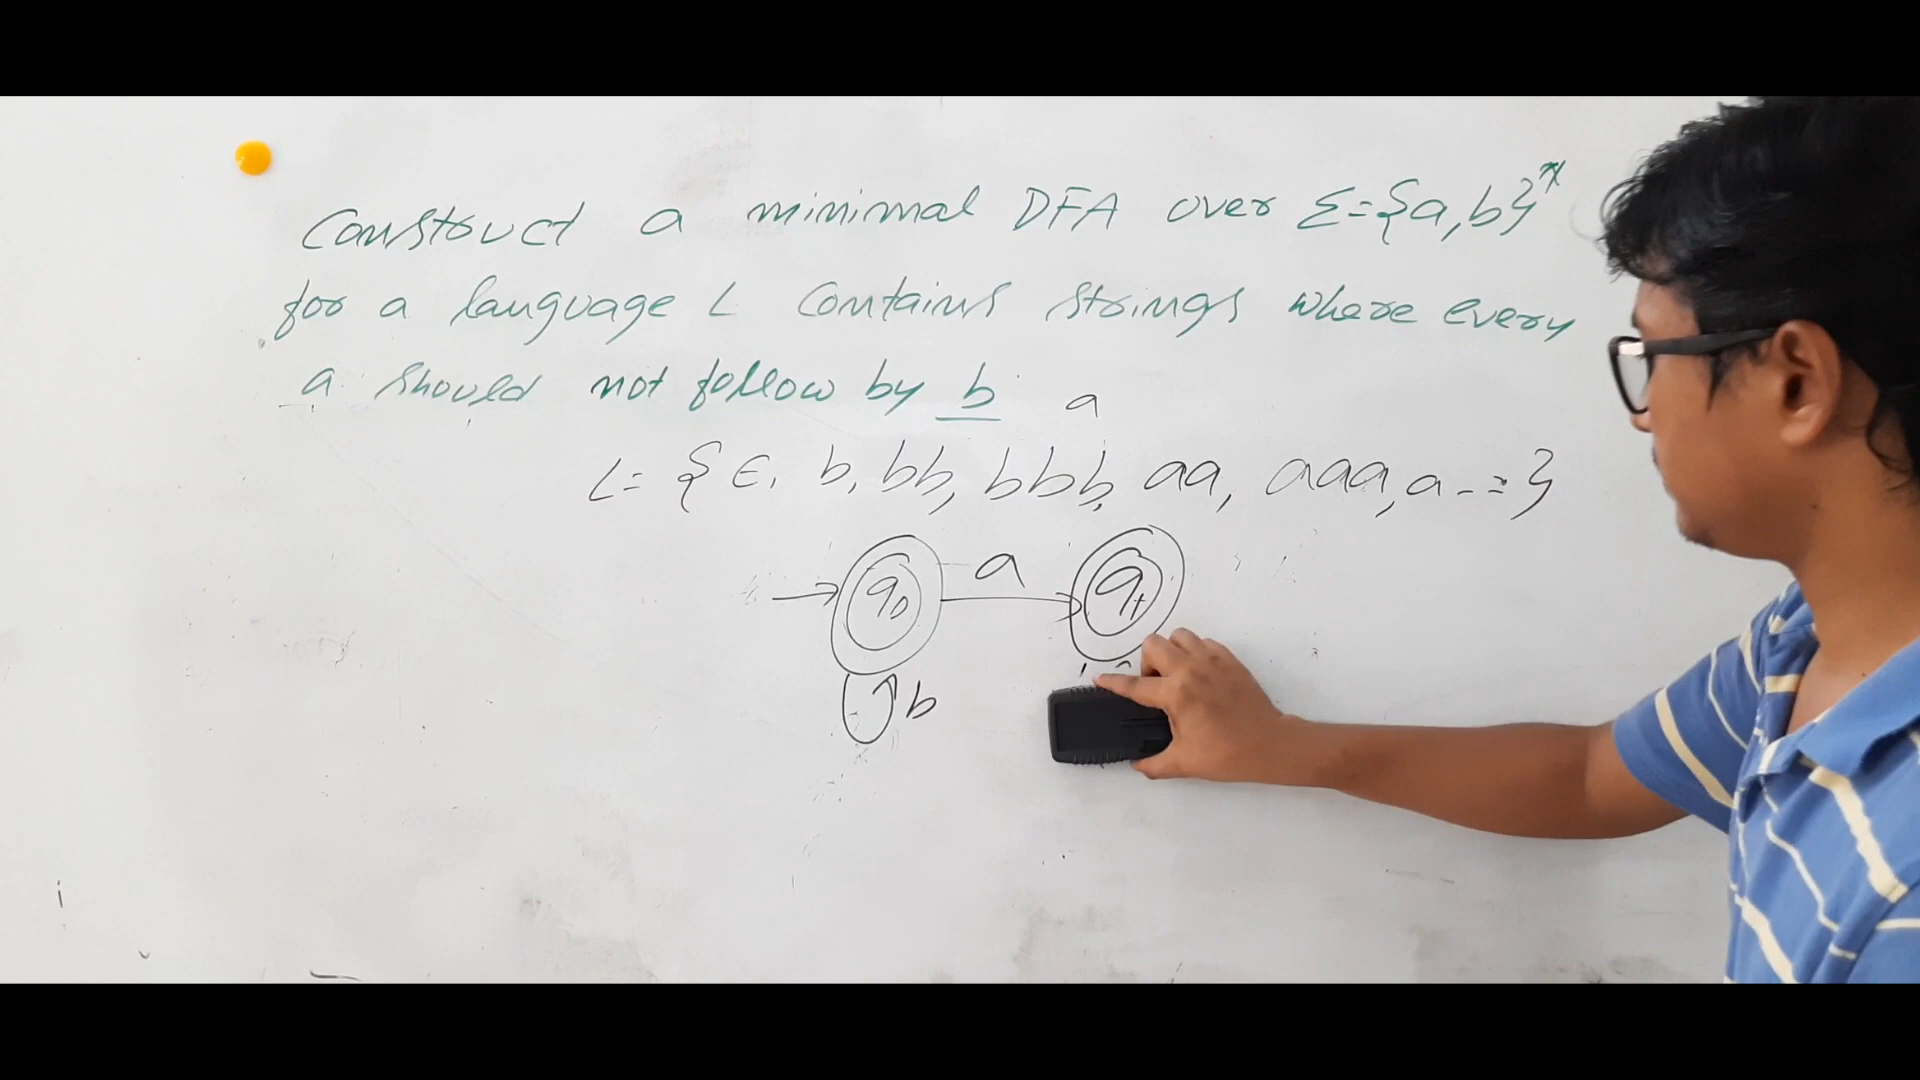 Construct a minimal DFA over Σ={a,b}*
for a language L contains strings where every
a should not follow by b
a
L= {ϵ, b, bb, bbb, aa, aaa, a--=}
a
q0 q1
b